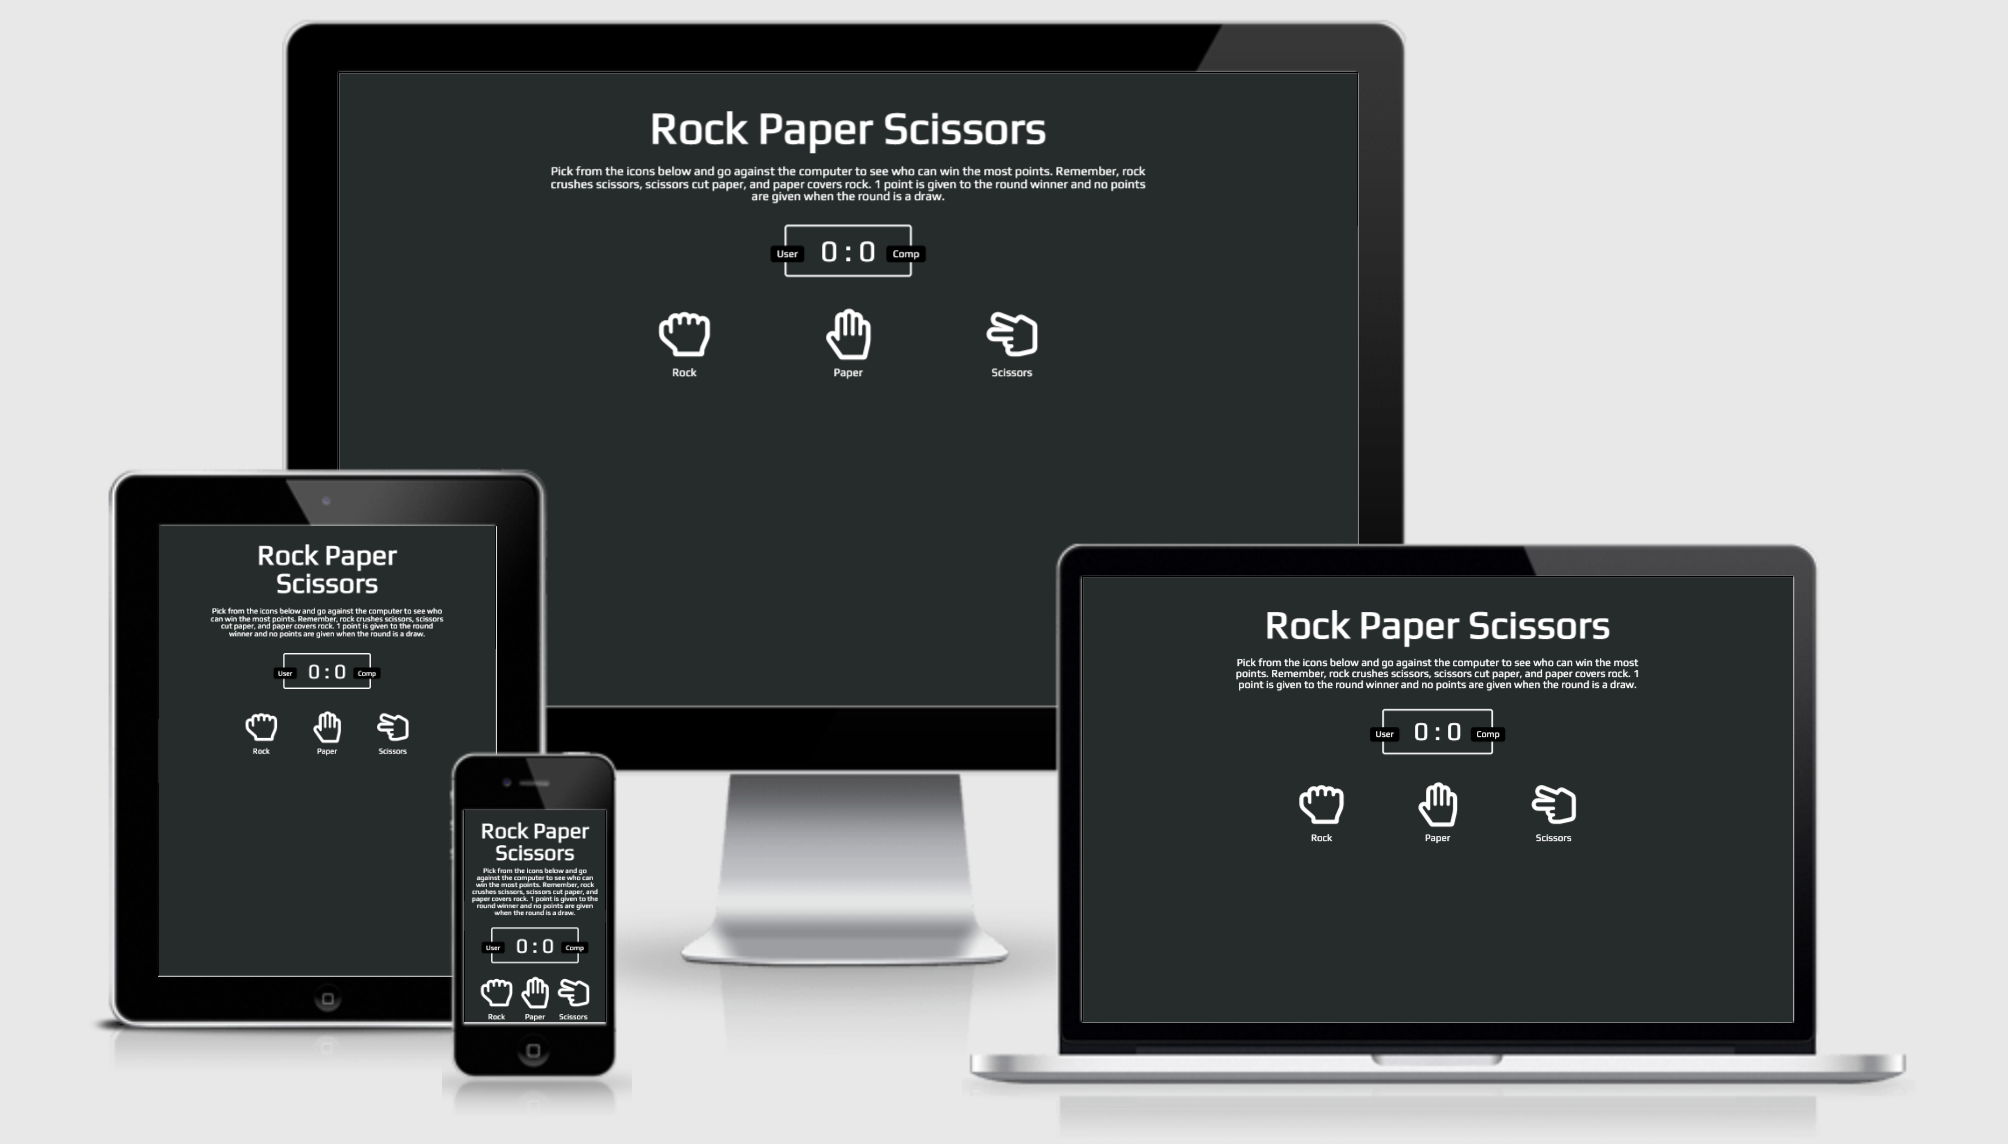 Rock Paper Scissors
Pick from the icons below and go against the computer to see who can win the most points. Remember, rock
crushes scissors, scissors cut paper, and paper covers rock. 1 point is given to the round winner and no points
are given when the round is a draw.
User 0 : 0 Comp
Rock Paper Scissors
Rock Paper
Scissors
Pick from the icons below and go against the computer to see who
can win the most points. Remember, rock crushes scissors, scissors
cut paper, and paper covers rock. 1 point is given to the round
winner and no points are given when the round is a draw.
User 0 : 0 Comp
Rock Paper Scissors
Rock Paper
Scissors
Pick from the icons below and go
against the computer to see who can
win the most points. Remember, rock
crushes scissors, scissors cut paper, and
paper covers rock. 1 point is given to the
round winner and no points are given
when the round is a draw.
User 0 : 0 Comp
Rock Paper Scissors
Rock Paper Scissors
Pick from the icons below and go against the computer to see who can win the most
points. Remember, rock crushes scissors, scissors cut paper, and paper covers rock. 1
point is given to the round winner and no points are given when the round is a draw.
User 0 : 0 Comp
Rock Paper Scissors